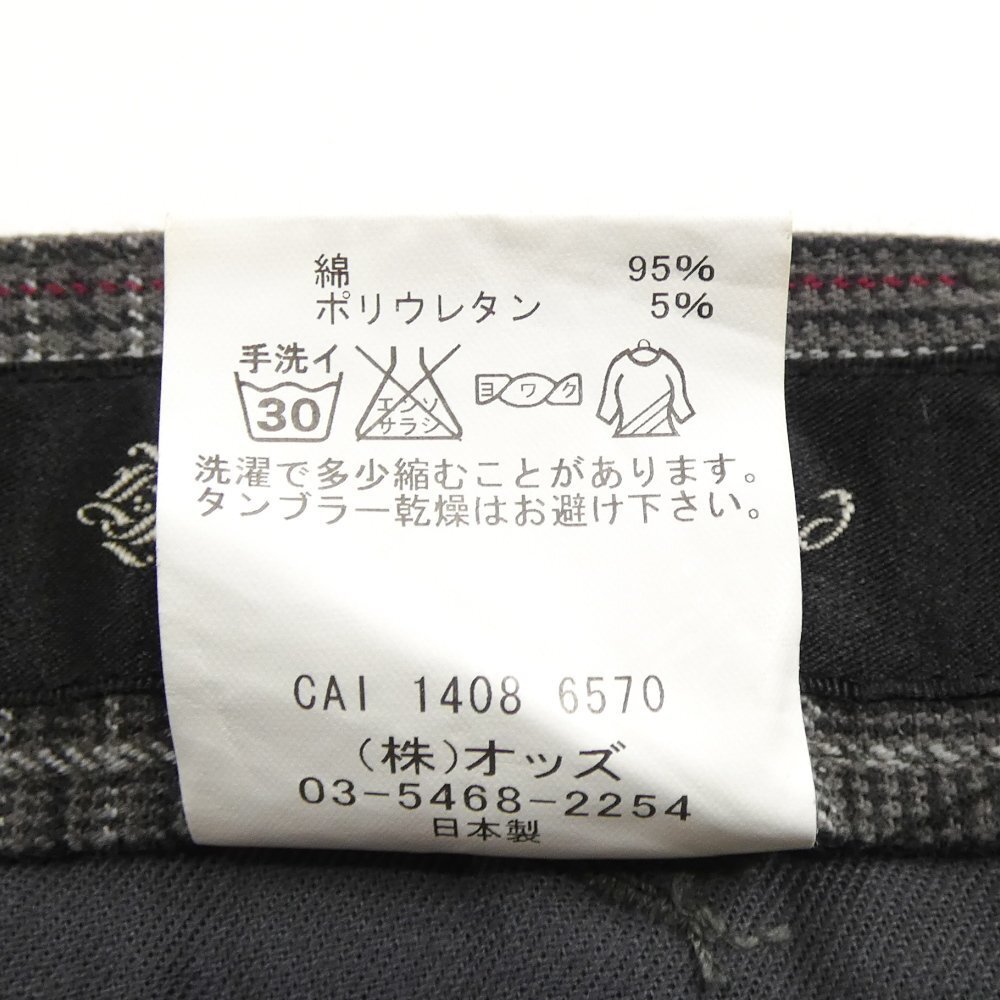 綿 95%
ポリウレタン 5%
手洗イ
30
エンソ
サラシ
ヨワク
洗濯で多少縮むことがあります。
タンブラー乾燥はお避け下さい。
CAI 1408 6570
(株)オッズ
03-5468-2254
日本製